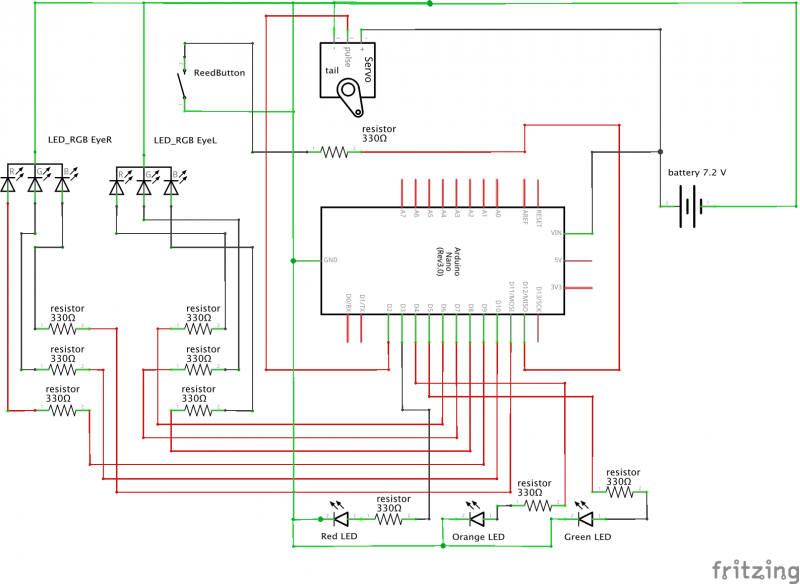 - pulse +
Servo
tail
ReedButton
resistor
330Ω
LED_RGB EyeR
LED_RGB EyeL
R G B
R G B
battery 7.2 V
A7 A6 A5 A4 A3 A2 A1 A0 AREF RESET
Arduino
Nano
(Rev3.0)
VIN
GND
5V
3V3
D0/RX D1/TX D2 D3 D4 D5 D6 D7 D8 D9 D10 D11/MOSI D12/MISO D13/SCK
resistor
330Ω
resistor
330Ω
resistor
330Ω
resistor
330Ω
resistor
330Ω
resistor
330Ω
resistor
330Ω
resistor
330Ω
resistor
330Ω
Red LED
Orange LED
Green LED
fritzing